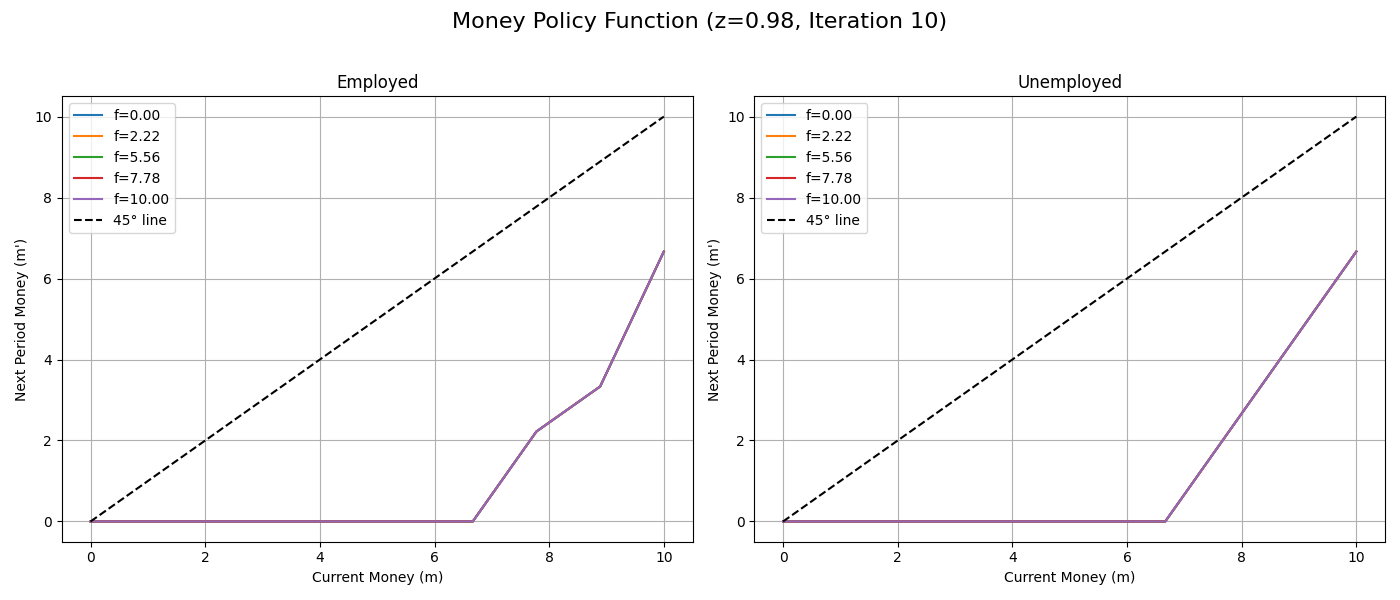 Money Policy Function (z=0.98, Iteration 10)
Employed
f=0.00
f=2.22
f=5.56
f=7.78
f=10.00
45° line
10
8
6
4
2
0
Next Period Money (m')
0 2 4 6 8 10
Current Money (m)
Unemployed
f=0.00
f=2.22
f=5.56
f=7.78
f=10.00
45° line
10
8
6
4
2
0
Next Period Money (m')
0 2 4 6 8 10
Current Money (m)